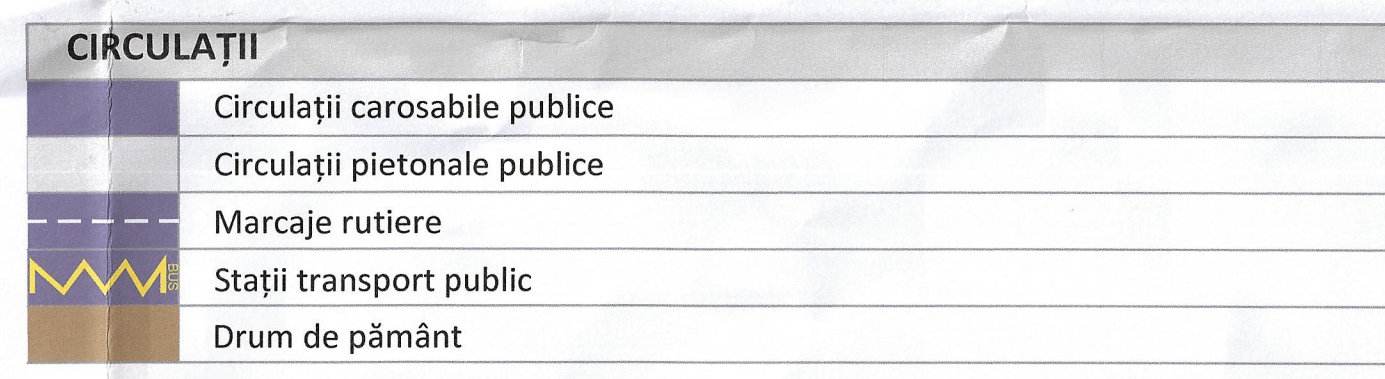 CIRCULAȚII
Circulații carosabile publice
Circulații pietonale publice
Marcaje rutiere
BUS
Stații transport public
Drum de pământ